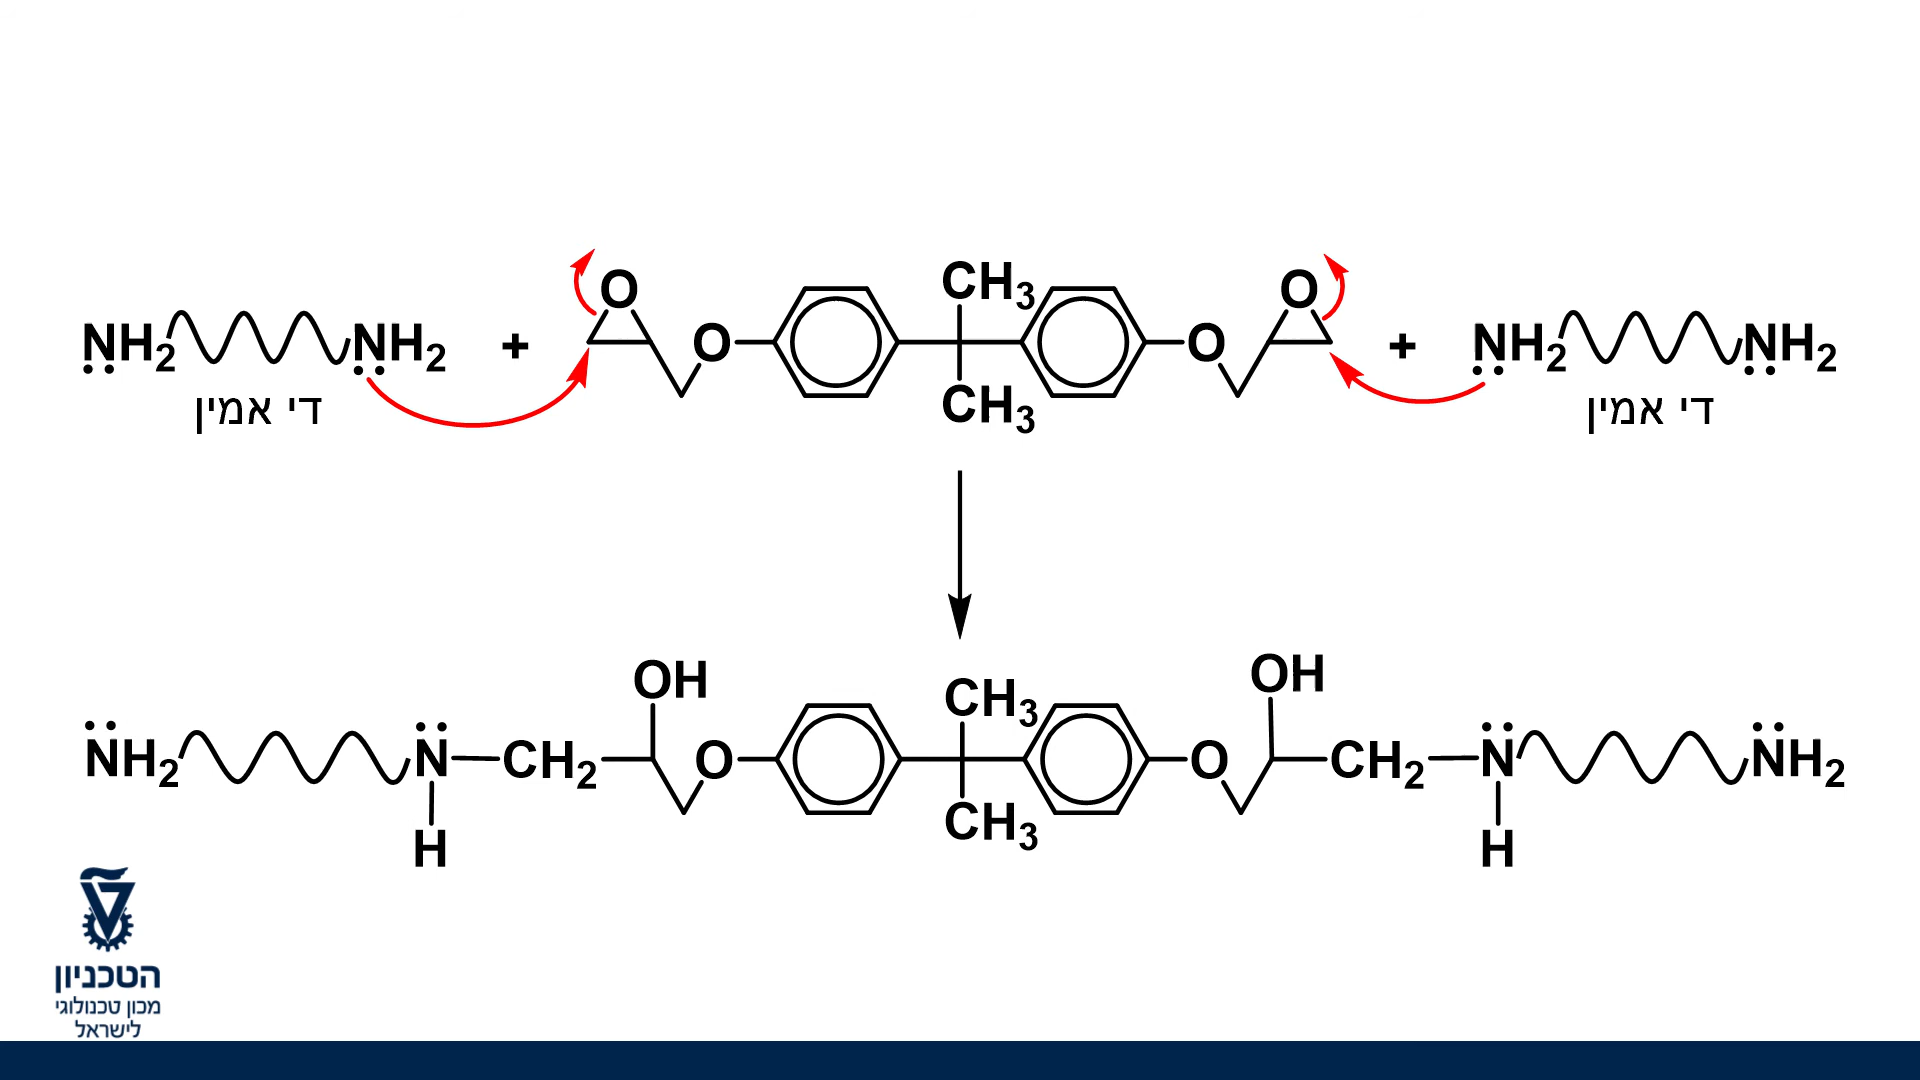 O O
CH3
NH2 NH2 + O O + NH2 NH2
CH3
די אמין די אמין
OH OH
CH3
NH2 N CH2 O O CH2 N NH2
CH3
H H
הטכניון
מכון טכנולוגי
לישראל